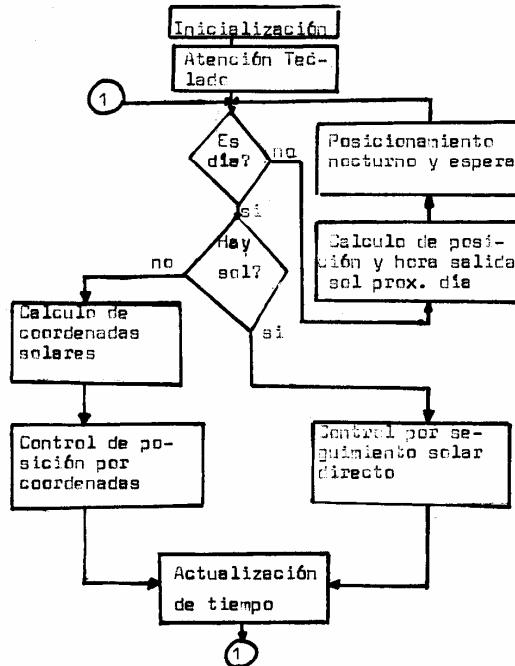 Inicialización
Atención Tec-
lado
1
Es
día?
no
Posicionamiento
nocturno y espera
si
Hay
sol?
no
si
Calculo de posi-
ción y hora salida
sol prox. día
Calculo de
coordenadas
solares
Control de po-
sición por
coordenadas
Control por se-
guimiento solar
directo
Actualización
de tiempo
1